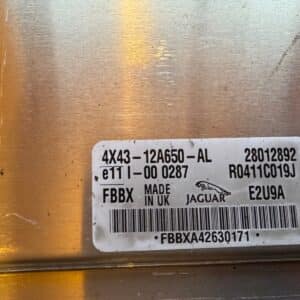 4X43-12A650-AL 28012892
e11 I-00 0287 R0411C019J
FBBX MADE IN UK JAGUAR E2U9A
*FBBXA42630171*